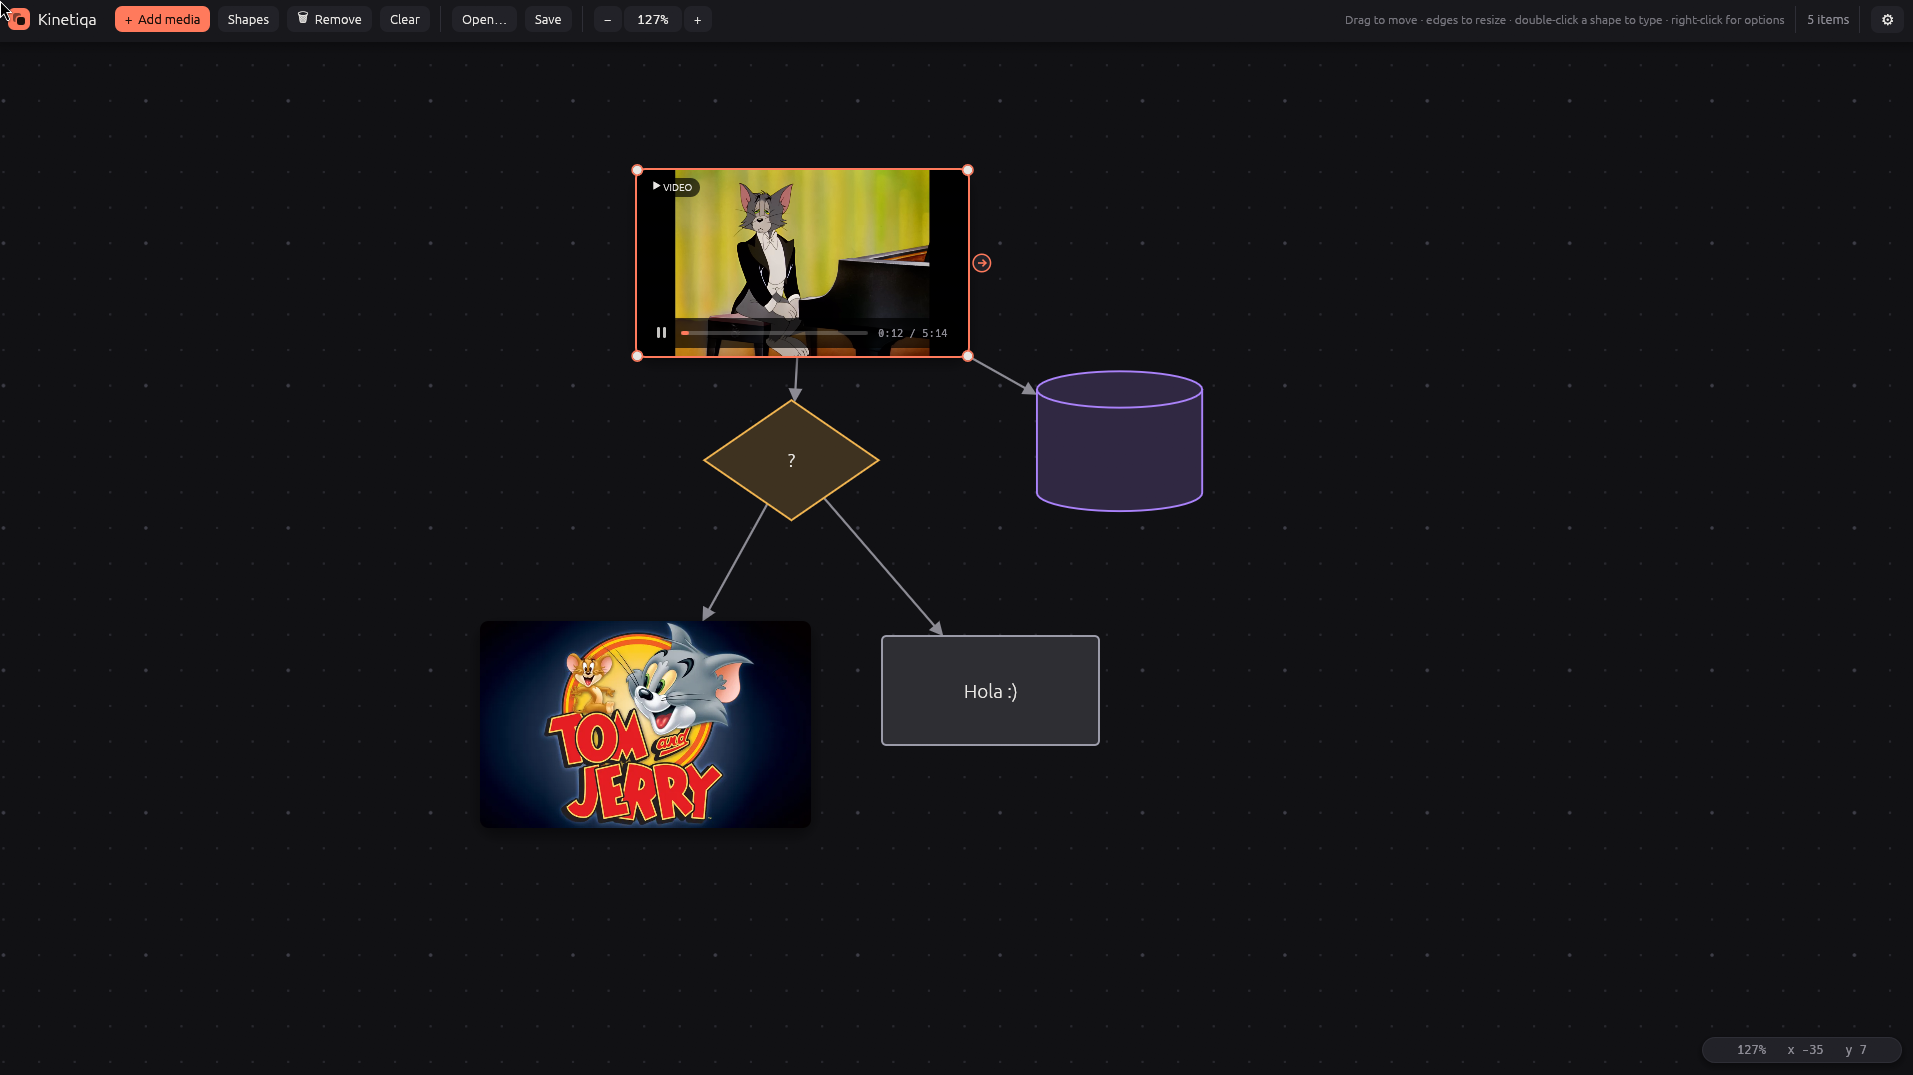 Kinetiqa
+ Add media
Shapes
Remove
Clear
Open...
Save
−
127%
+
Drag to move · edges to resize · double-click a shape to type · right-click for options
5 items
VIDEO
0:12 / 5:14
?
TOM
and
JERRY
Hola :)
127% x -35 y 7